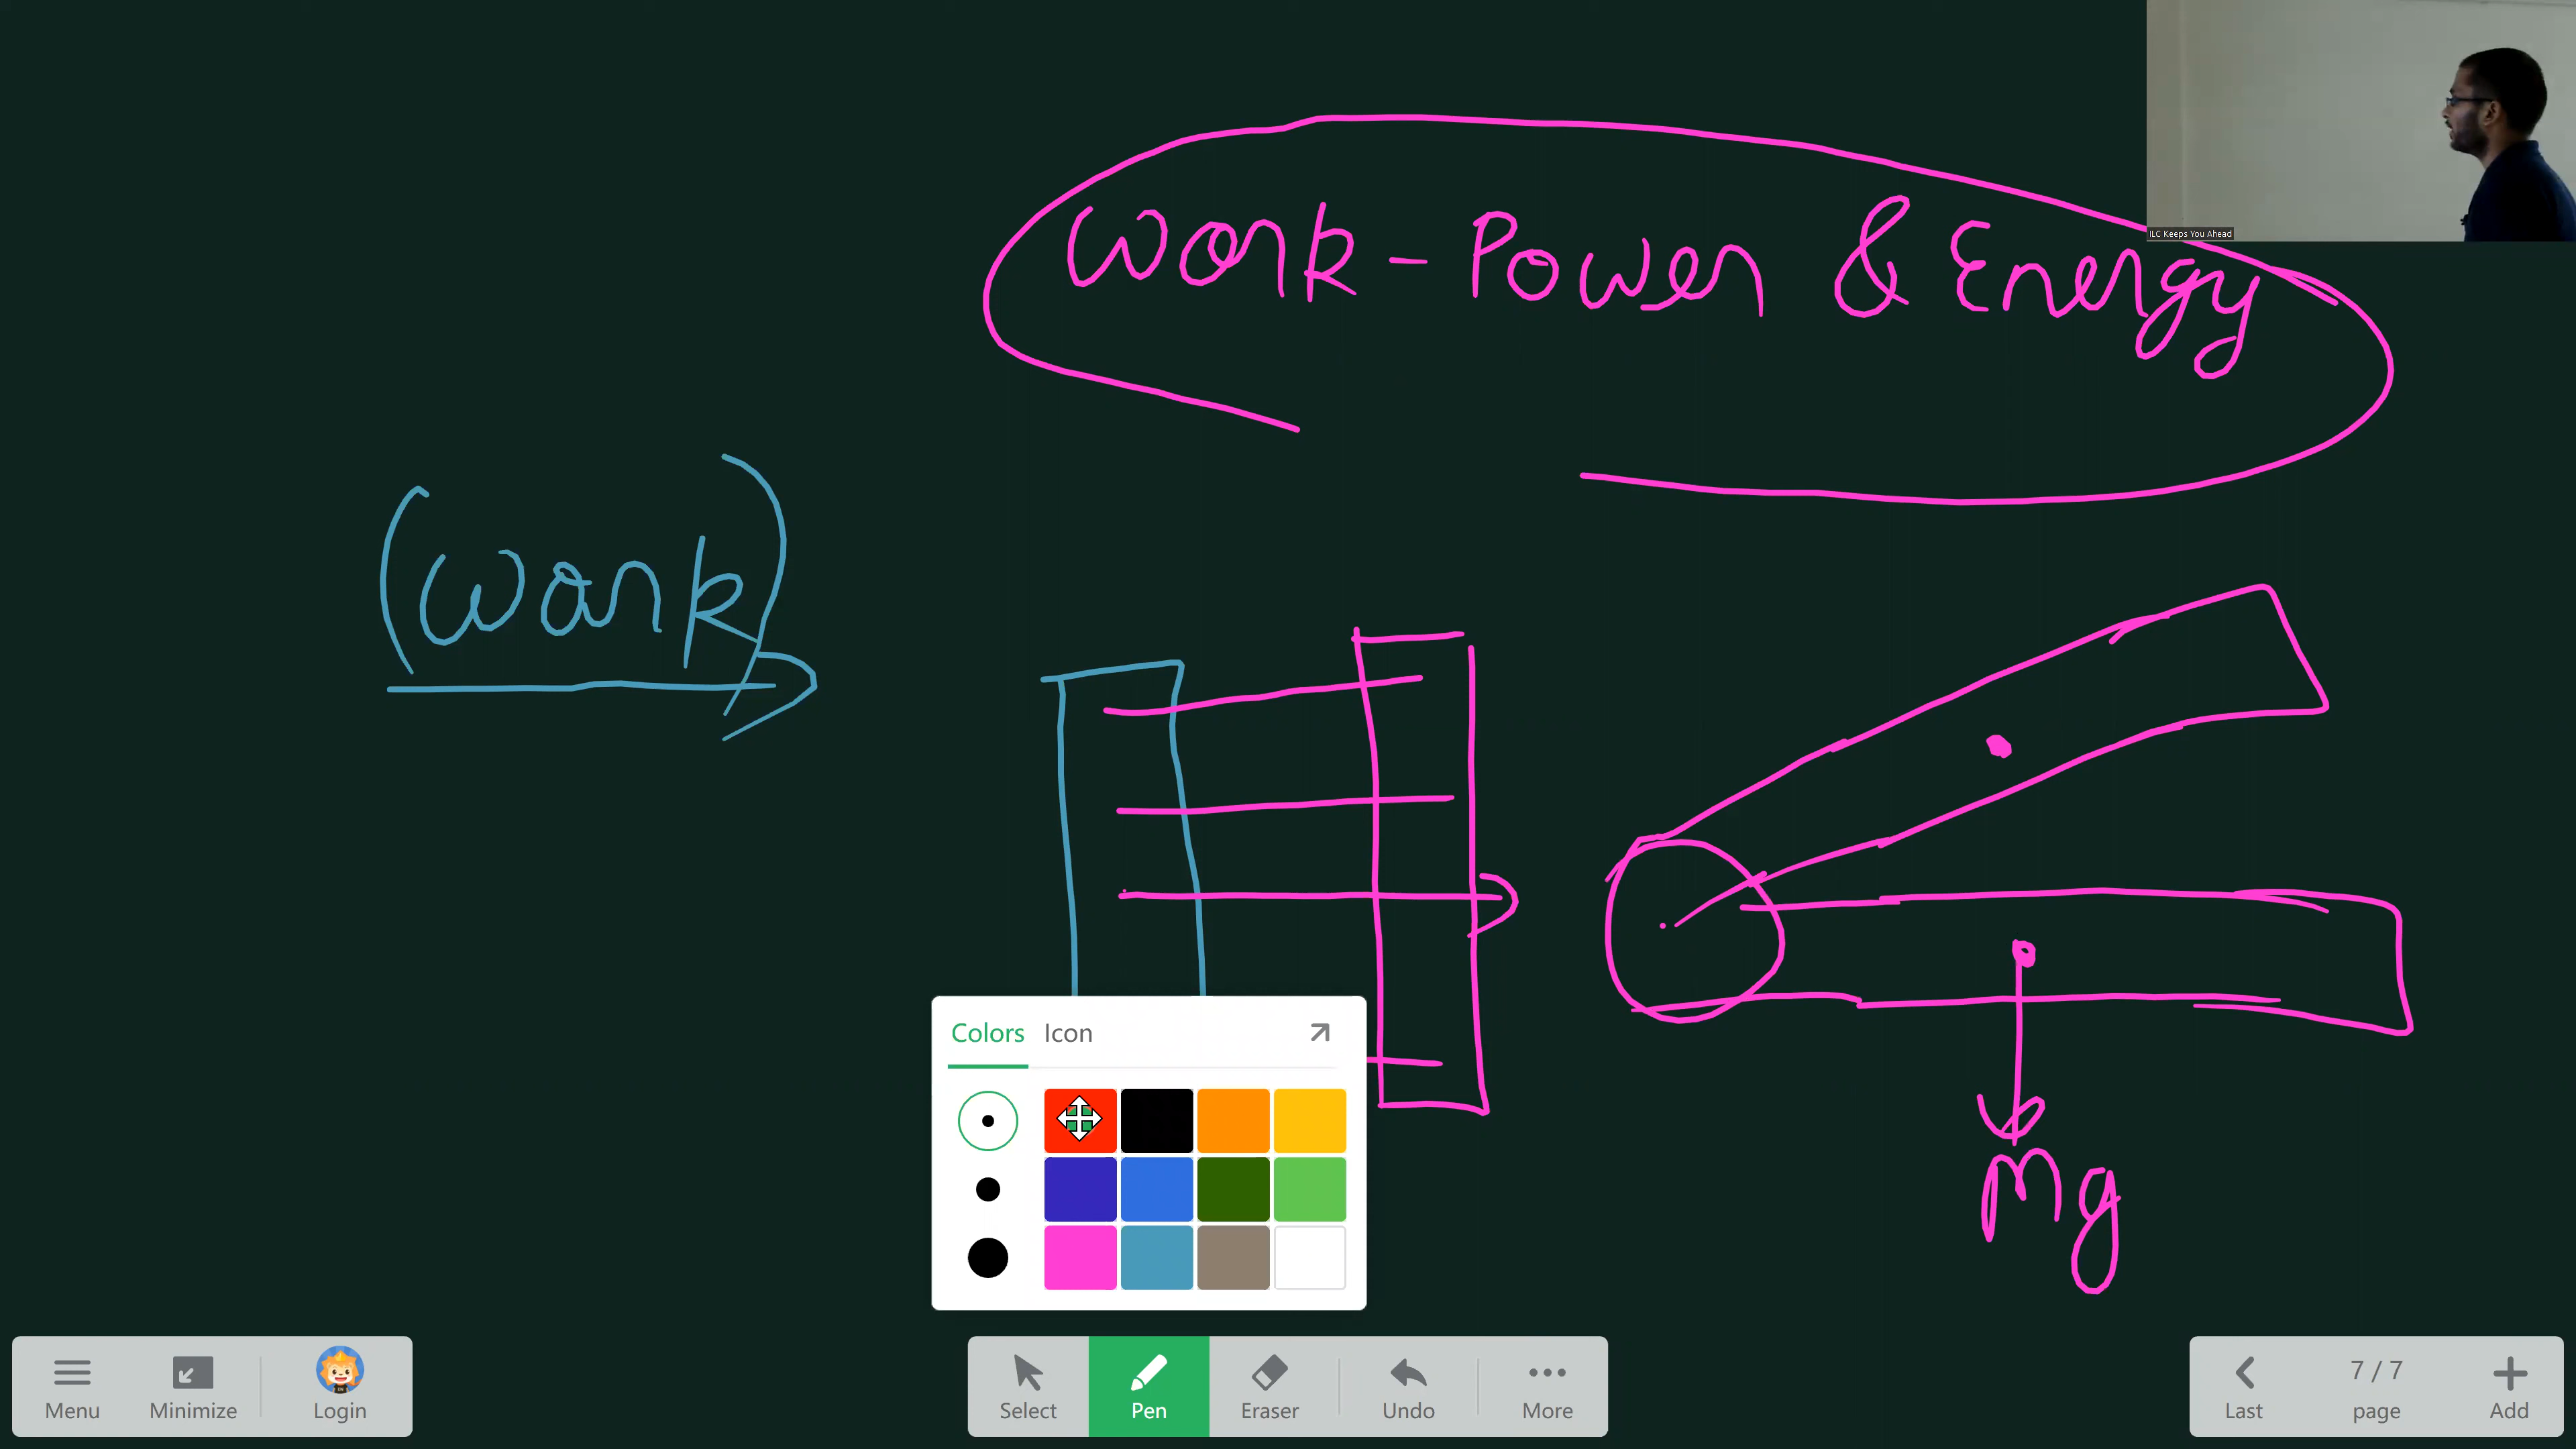 Work - Power & Energy
ILC Keeps You Ahead
(Work)
mg
Colors Icon
Menu Minimize Login
Select Pen Eraser Undo More
7 / 7
Last page Add